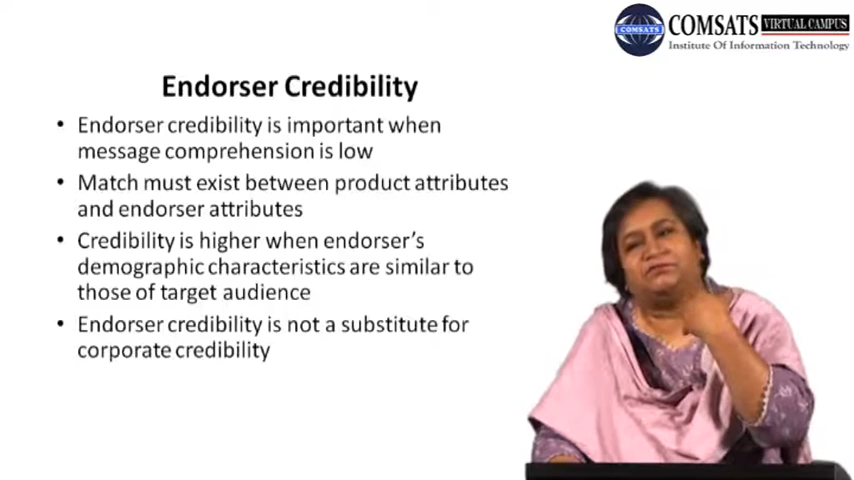 COMSATS VIRTUAL CAMPUS
Institute Of Information Technology
COMSATS
Endorser Credibility
• Endorser credibility is important when
message comprehension is low
• Match must exist between product attributes
and endorser attributes
• Credibility is higher when endorser's
demographic characteristics are similar to
those of target audience
• Endorser credibility is not a substitute for
corporate credibility